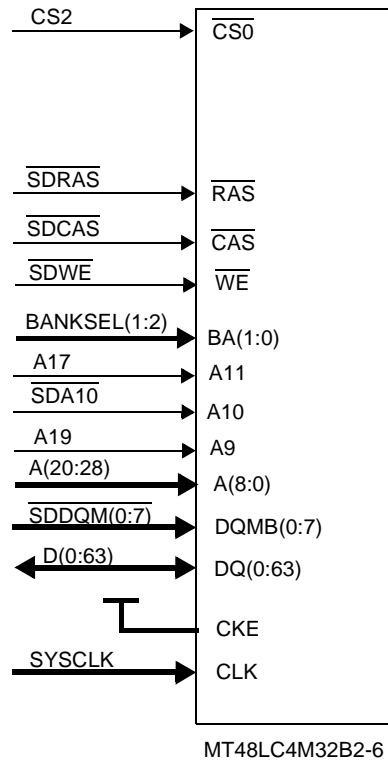 CS2
CS0
SDRAS
RAS
SDCAS
CAS
SDWE
WE
BANKSEL(1:2)
BA(1:0)
A17
A11
SDA10
A10
A19
A9
A(20:28)
A(8:0)
SDDQM(0:7)
DQMB(0:7)
D(0:63)
DQ(0:63)
CKE
SYSCLK
CLK
MT48LC4M32B2-6